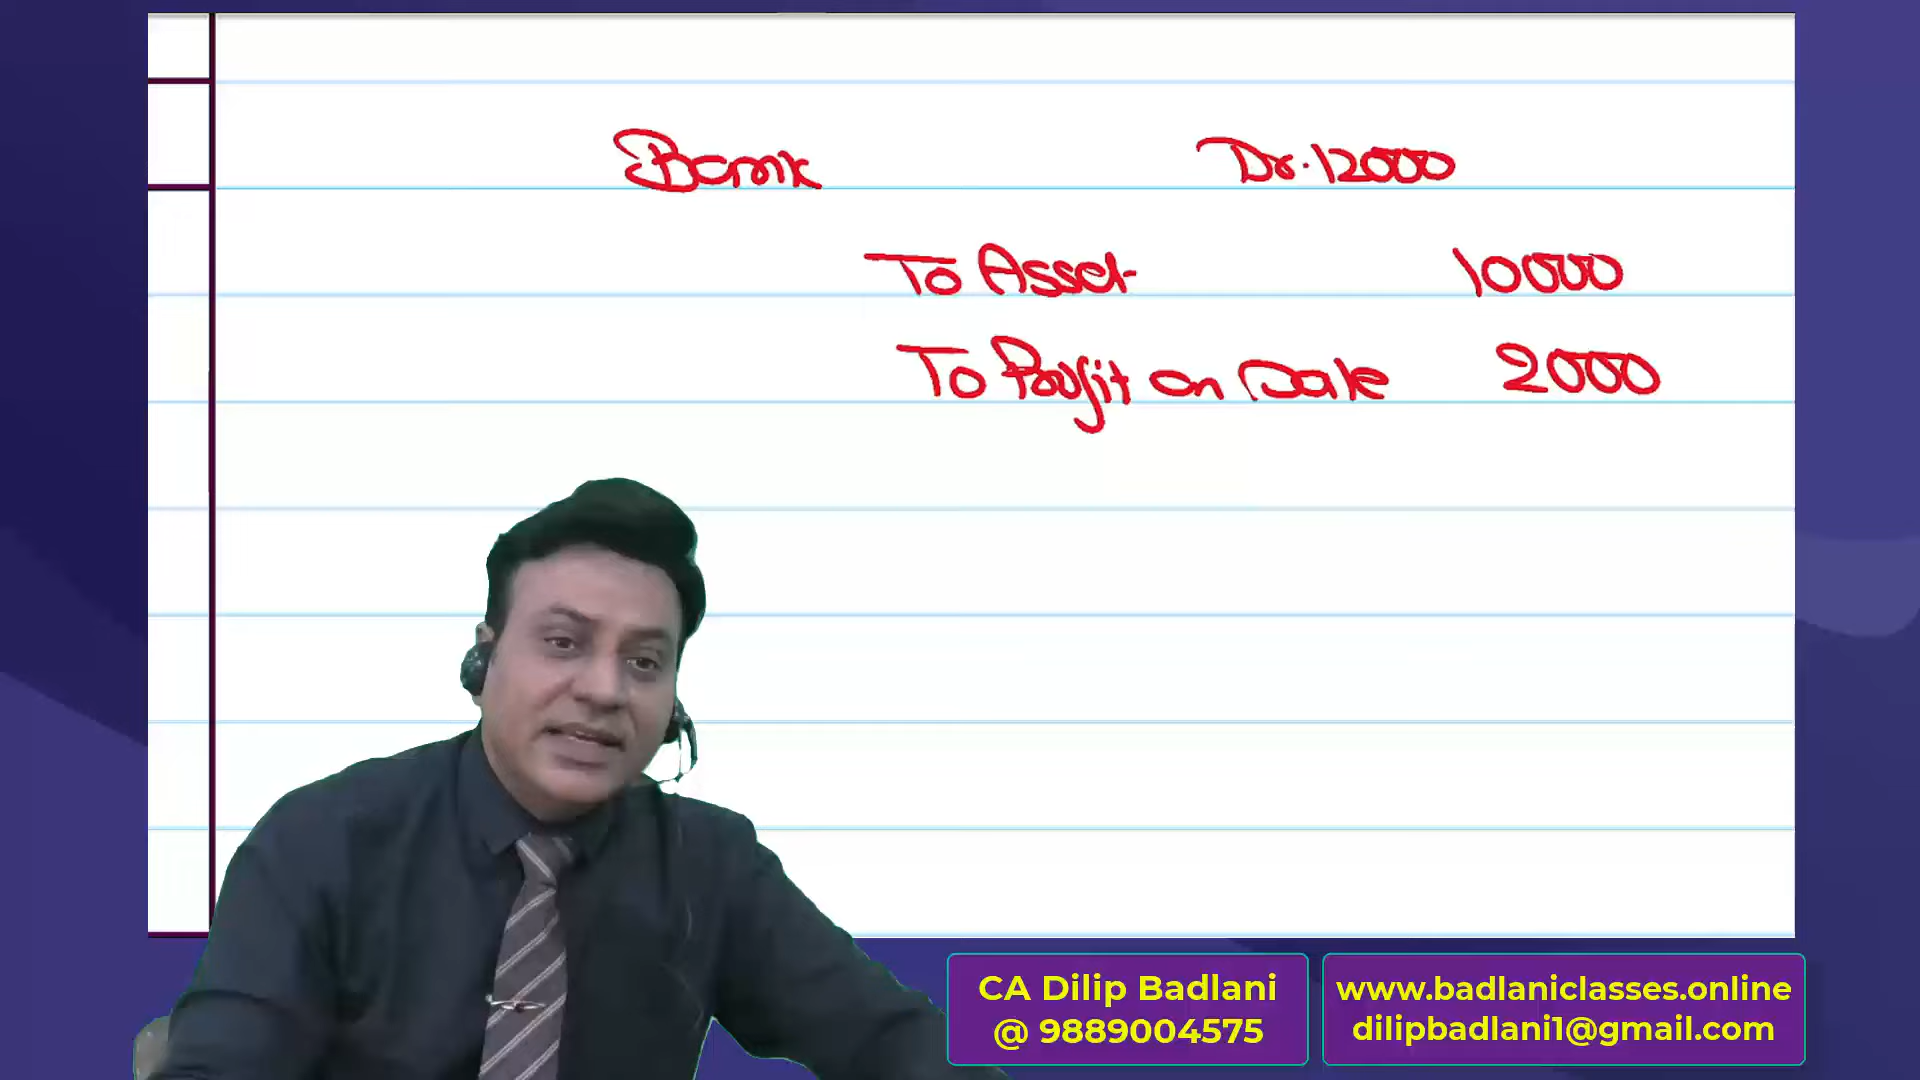 Bank Dr. 12000
To Asset 10000
To Profit on Sale 2000
CA Dilip Badlani
@ 9889004575
www.badlaniclasses.online
dilipbadlani1@gmail.com